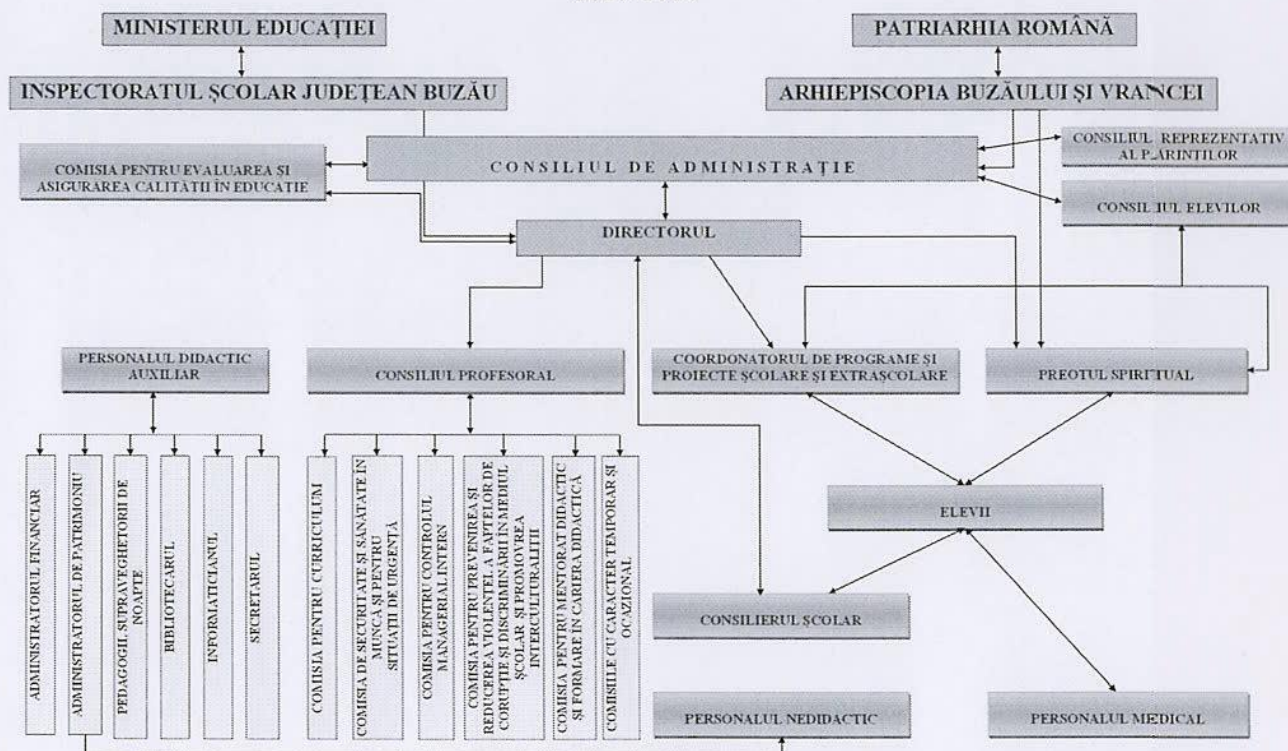 MINISTERUL EDUCAȚIEI
PATRIARHIA ROMÂNĂ
INSPECTORATUL ȘCOLAR JUDEȚEAN BUZĂU
ARHIEPISCOPIA BUZĂULUI ȘI VRANCEI
COMISIA PENTRU EVALUAREA ȘI
ASIGURAREA CALITĂȚII ÎN EDUCAȚIE
CONSILIUL DE ADMINISTRAȚIE
CONSILIUL REPREZENTATIV
AL PĂRINȚILOR
CONSILIUL ELEVILOR
DIRECTORUL
PERSONALUL DIDACTIC
AUXILIAR
CONSILIUL PROFESORAL
COORDONATORUL DE PROGRAME ȘI
PROIECTE ȘCOLARE ȘI EXTRAȘCOLARE
PREOTUL SPIRITUAL
ADMINISTRATORUL FINANCIAR
ADMINISTRATORUL DE PATRIMONIU
PEDAGOGII, SUPRAVEGHETORII DE
NOAPTE
BIBLIOTECARUL
INFORMATICIANUL
SECRETARUL
COMISIA PENTRU CURRICULUM
COMISIA DE SECURITATE ȘI SĂNĂTATE ÎN
MUNCĂ ȘI PENTRU
SITUAȚII DE URGENȚĂ
COMISIA PENTRU CONTROLUL
MANAGERIAL INTERN
COMISIA PENTRU PREVENIREA ȘI
REDUCEREA VIOLENȚEI, A FAPTELOR DE
CORUPȚIE ȘI DISCRIMINĂRII ÎN MEDIUL
ȘCOLAR ȘI PROMOVREA
INTERCULTURALITII
COMISIA PENTRU MENTORAT DIDACTIC
ȘI FORMARE ÎN CARIERA DIDACTICĂ
COMISIILE CU CARACTER TEMPORAR ȘI
OCAZIONAL
ELEVII
CONSILIERUL ȘCOLAR
PERSONALUL NEDIDACTIC
PERSONALUL MEDICAL